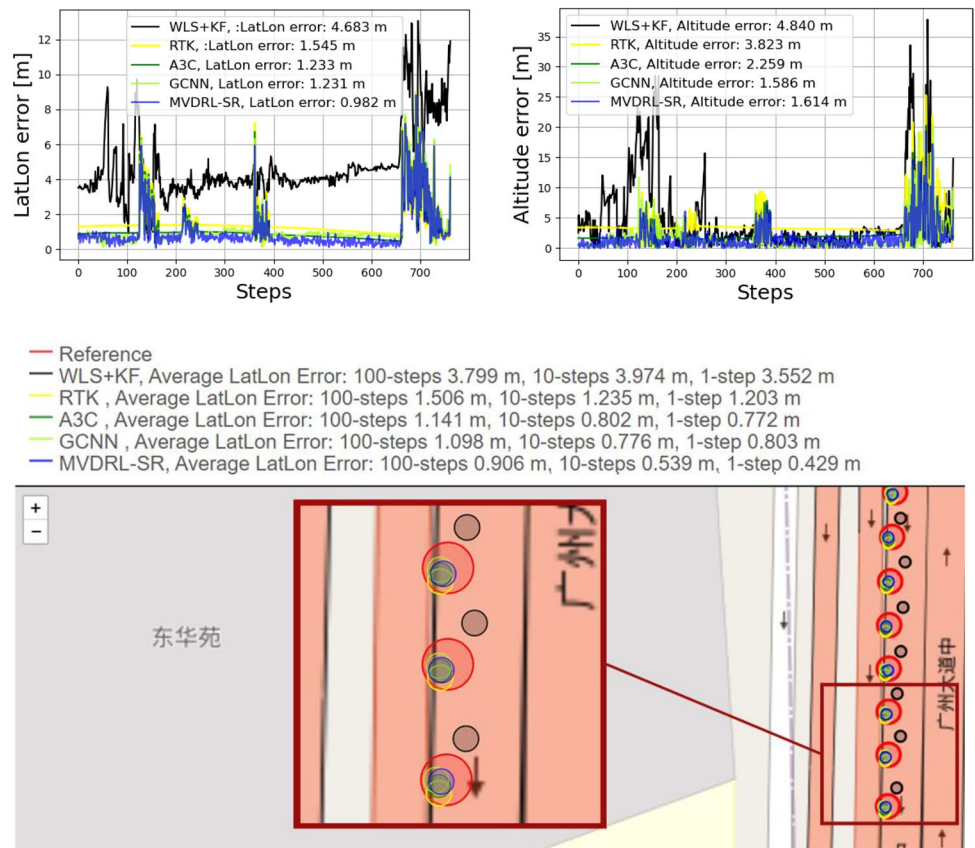 WLS+KF, :LatLon error: 4.683 m
RTK, :LatLon error: 1.545 m
A3C, LatLon error: 1.233 m
GCNN, LatLon error: 1.231 m
MVDRL-SR, LatLon error: 0.982 m
LatLon error [m]
12
10
8
6
4
2
0
0 100 200 300 400 500 600 700
Steps
WLS+KF, Altitude error: 4.840 m
RTK, Altitude error: 3.823 m
A3C, Altitude error: 2.259 m
GCNN, Altitude error: 1.586 m
MVDRL-SR, Altitude error: 1.614 m
Altitude error [m]
35
30
25
20
15
10
5
0
0 100 200 300 400 500 600 700
Steps
Reference
WLS+KF, Average LatLon Error: 100-steps 3.799 m, 10-steps 3.974 m, 1-step 3.552 m
RTK , Average LatLon Error: 100-steps 1.506 m, 10-steps 1.235 m, 1-step 1.203 m
A3C , Average LatLon Error: 100-steps 1.141 m, 10-steps 0.802 m, 1-step 0.772 m
GCNN , Average LatLon Error: 100-steps 1.098 m, 10-steps 0.776 m, 1-step 0.803 m
MVDRL-SR, Average LatLon Error: 100-steps 0.906 m, 10-steps 0.539 m, 1-step 0.429 m
+
−
东华苑
广州
广州大道中